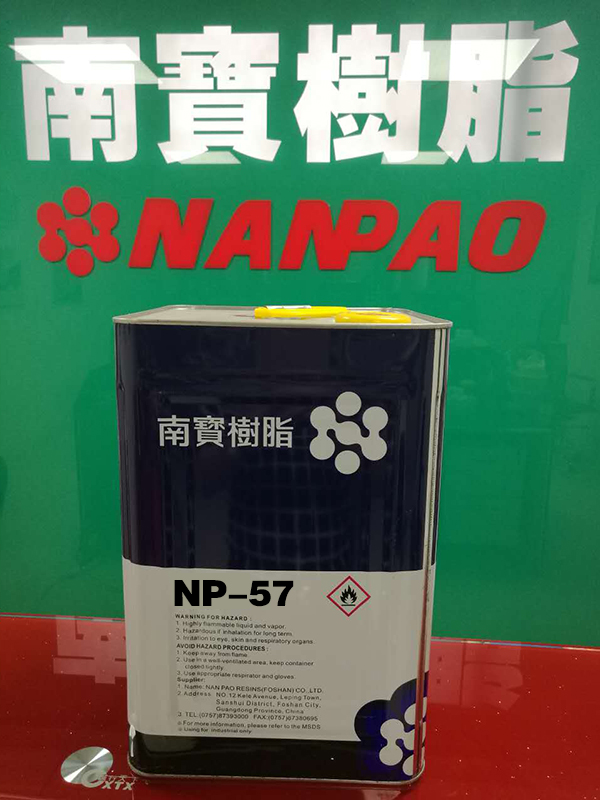 南寶樹脂
NANPAO
南寶樹脂
NP-57
WARNING FOR HAZARD :
1. Highly flammable liquid and vapor.
2. Hazardous if inhalation for long term.
3. Irritation to eye, skin and respiratory organs.
AVOID HAZARD PROCEDURES :
1. Keep away from flame.
2. Use in a well-ventilated area, keep container
closed tightly.
3. Use appropriate respirator and gloves.
Supplier:
1. Name: NAN PAO RESINS(FOSHAN) CO.,LTD.
2. Address: NO.12 Kele Avenue, Leping Town,
Sanshui District, Foshan City,
Guangdong Province, China
3. TEL:(0757)87393000 FAX:(0757)87380695
※For more information, please refer to the MSDS
※Using for industrial only
XTX